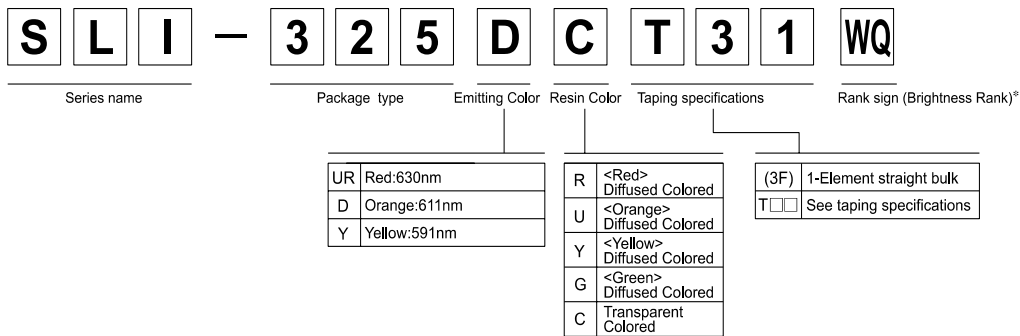 S L I — 3 2 5 D C T 3 1 WQ
Series name Package type Emitting Color Resin Color Taping specifications Rank sign (Brightness Rank)*
UR Red:630nm
D Orange:611nm
Y Yellow:591nm
R <Red>
Diffused Colored
U <Orange>
Diffused Colored
Y <Yellow>
Diffused Colored
G <Green>
Diffused Colored
C Transparent
Colored
(3F) 1-Element straight bulk
T□□ See taping specifications